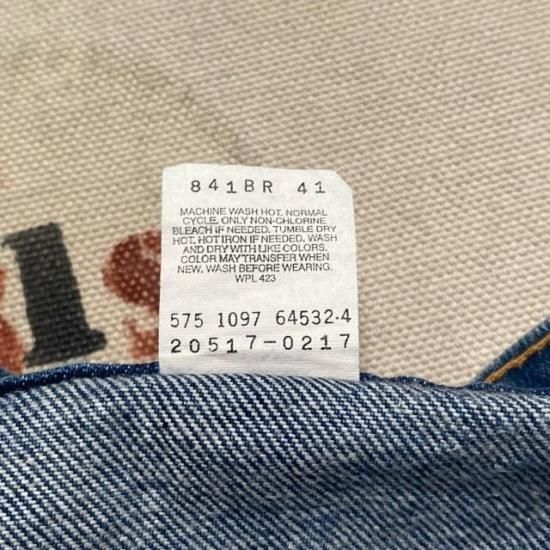 841BR 41
MACHINE WASH HOT. NORMAL
CYCLE. ONLY NON-CHLORINE
BLEACH IF NEEDED. TUMBLE DRY
HOT. HOT IRON IF NEEDED. WASH
AND DRY WITH LIKE COLORS.
COLOR MAY TRANSFER WHEN
NEW. WASH BEFORE WEARING.
WPL 423
575 1097 64532-4
20517-0217
IS